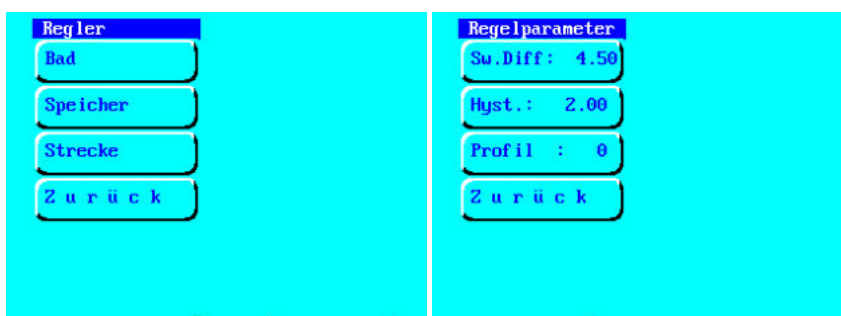 Regler
Bad
Speicher
Strecke
Z u r ü c k
Regelparameter
Sw.Diff: 4.50
Hyst.: 2.00
Profil : 0
Z u r ü c k